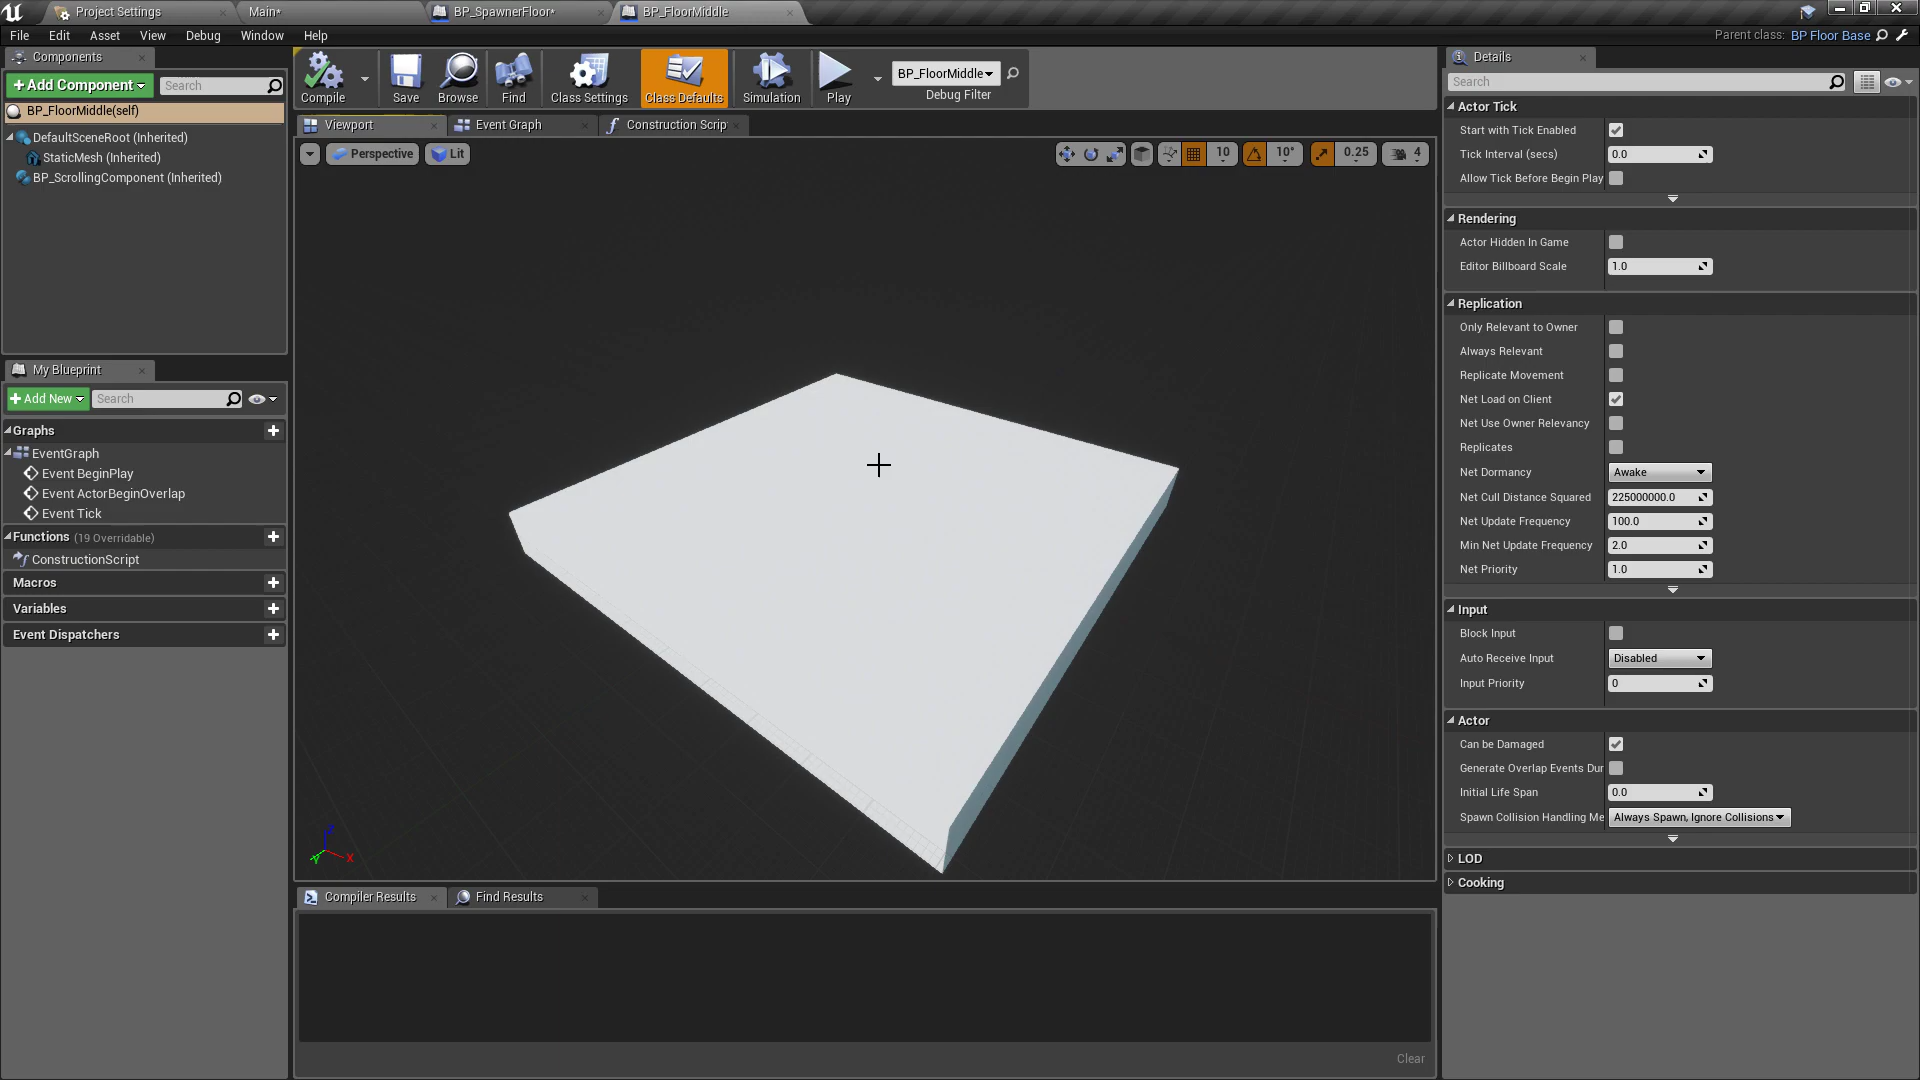 Project Settings
Main*
BP_SpawnerFloor*
BP_FloorMiddle
File
Edit
Asset
View
Debug
Window
Help
Parent class:
BP Floor Base
Components
+ Add Component
Search
BP_FloorMiddle(self)
DefaultSceneRoot (Inherited)
StaticMesh (Inherited)
BP_ScrollingComponent (Inherited)
My Blueprint
+ Add New
Search
Graphs
EventGraph
Event BeginPlay
Event ActorBeginOverlap
Event Tick
Functions (19 Overridable)
ConstructionScript
Macros
Variables
Event Dispatchers
Compile
Save
Browse
Find
Class Settings
Class Defaults
Simulation
Play
BP_FloorMiddle
Debug Filter
Viewport
Event Graph
Construction Scrip
Perspective
Lit
10
10°
0.25
4
Z
Y
X
Compiler Results
Find Results
Clear
Details
Search
Actor Tick
Start with Tick Enabled
Tick Interval (secs)
0.0
Allow Tick Before Begin Play
Rendering
Actor Hidden In Game
Editor Billboard Scale
1.0
Replication
Only Relevant to Owner
Always Relevant
Replicate Movement
Net Load on Client
Net Use Owner Relevancy
Replicates
Net Dormancy
Awake
Net Cull Distance Squared
225000000.0
Net Update Frequency
100.0
Min Net Update Frequency
2.0
Net Priority
1.0
Input
Block Input
Auto Receive Input
Disabled
Input Priority
0
Actor
Can be Damaged
Generate Overlap Events Dur
Initial Life Span
0.0
Spawn Collision Handling Me
Always Spawn, Ignore Collisions
LOD
Cooking